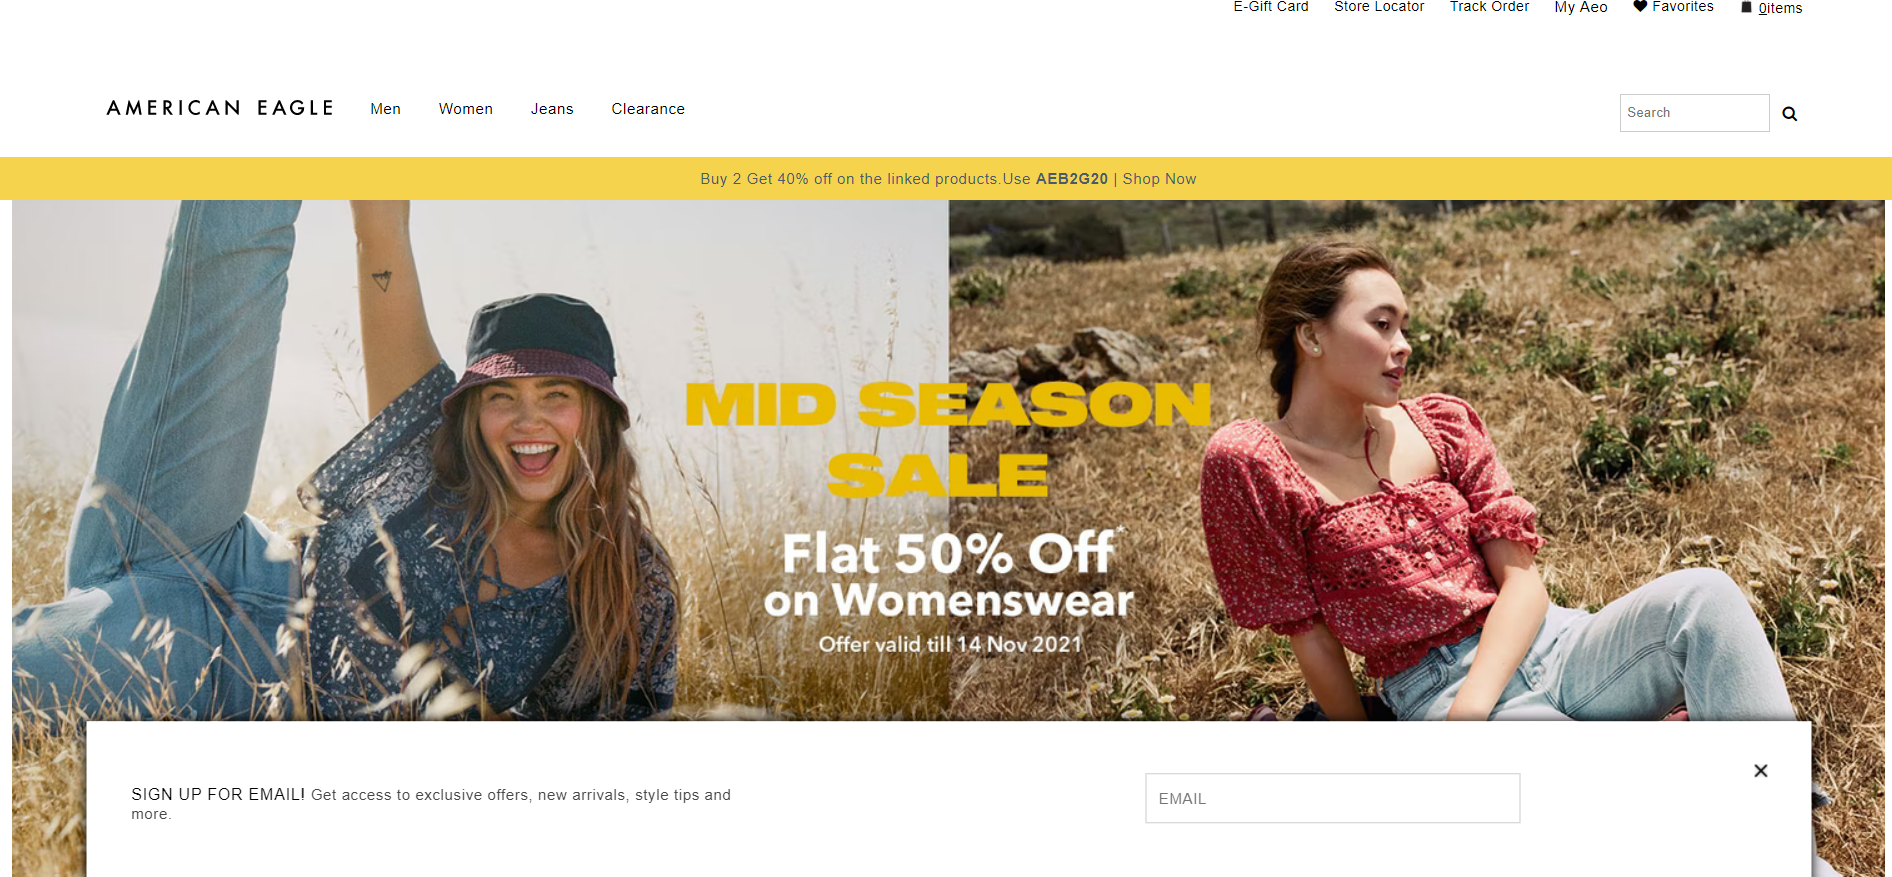 E-Gift Card Store Locator Track Order My Aeo Favorites 0items
AMERICAN EAGLE Men Women Jeans Clearance Search
Buy 2 Get 40% off on the linked products.Use AEB2G20 | Shop Now
MID SEASON
SALE
Flat 50% Off*
on Womenswear
Offer valid till 14 Nov 2021
SIGN UP FOR EMAIL! Get access to exclusive offers, new arrivals, style tips and
more.
EMAIL